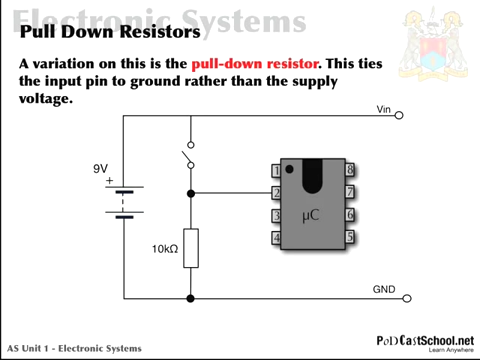 Electronic Systems
Pull Down Resistors
A variation on this is the pull-down resistor. This ties
the input pin to ground rather than the supply
voltage.
Vin
9V
+
1
8
2
7
µC
3
6
10kΩ
4
5
GND
AS Unit 1 - Electronic Systems
PoDCastSchool.net
Learn Anywhere